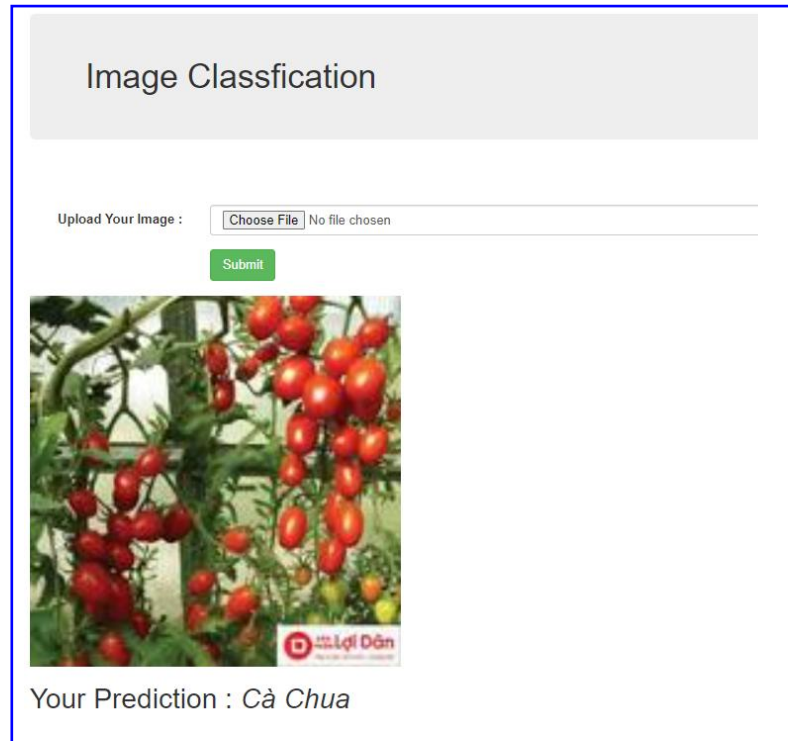 Image Classfication
Upload Your Image :
Choose File No file chosen
Submit
Lợi Dân
Your Prediction : Cà Chua